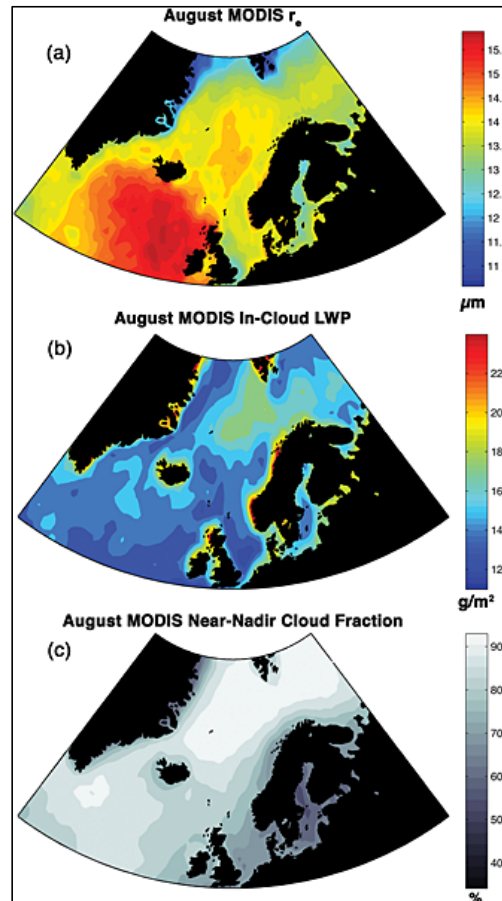 August MODIS rₑ
(a)
15.
15
14.
14
13.
13
12.
12
11.
11
µm
August MODIS In-Cloud LWP
(b)
22
20
18
16
14
12
g/m²
August MODIS Near-Nadir Cloud Fraction
(c)
90
80
70
60
50
40
%